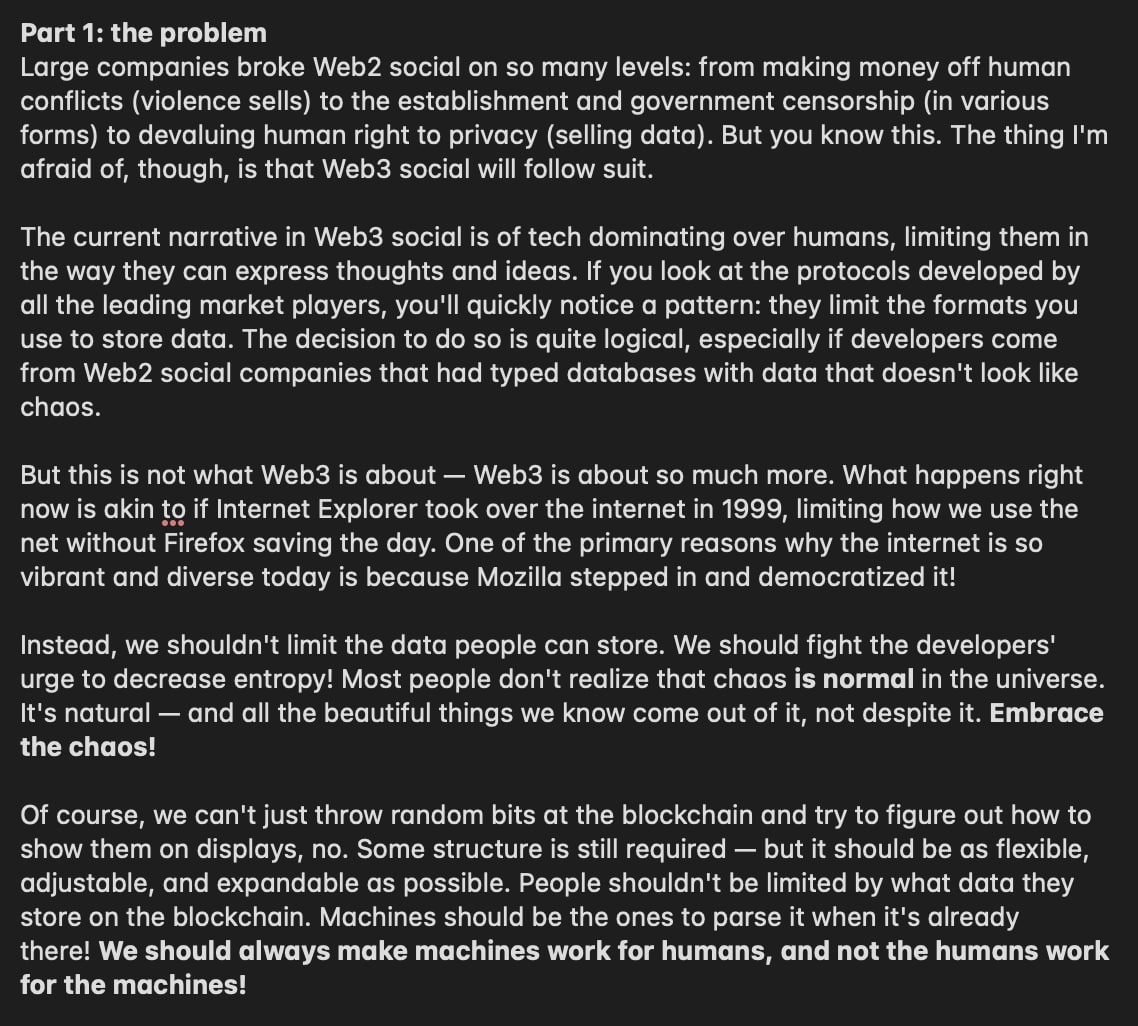 Part 1: the problem
Large companies broke Web2 social on so many levels: from making money off human
conflicts (violence sells) to the establishment and government censorship (in various
forms) to devaluing human right to privacy (selling data). But you know this. The thing I'm
afraid of, though, is that Web3 social will follow suit.
The current narrative in Web3 social is of tech dominating over humans, limiting them in
the way they can express thoughts and ideas. If you look at the protocols developed by
all the leading market players, you'll quickly notice a pattern: they limit the formats you
use to store data. The decision to do so is quite logical, especially if developers come
from Web2 social companies that had typed databases with data that doesn't look like
chaos.
But this is not what Web3 is about — Web3 is about so much more. What happens right
now is akin to if Internet Explorer took over the internet in 1999, limiting how we use the
net without Firefox saving the day. One of the primary reasons why the internet is so
vibrant and diverse today is because Mozilla stepped in and democratized it!
Instead, we shouldn't limit the data people can store. We should fight the developers'
urge to decrease entropy! Most people don't realize that chaos is normal in the universe.
It's natural — and all the beautiful things we know come out of it, not despite it. Embrace
the chaos!
Of course, we can't just throw random bits at the blockchain and try to figure out how to
show them on displays, no. Some structure is still required — but it should be as flexible,
adjustable, and expandable as possible. People shouldn't be limited by what data they
store on the blockchain. Machines should be the ones to parse it when it's already
there! We should always make machines work for humans, and not the humans work
for the machines!